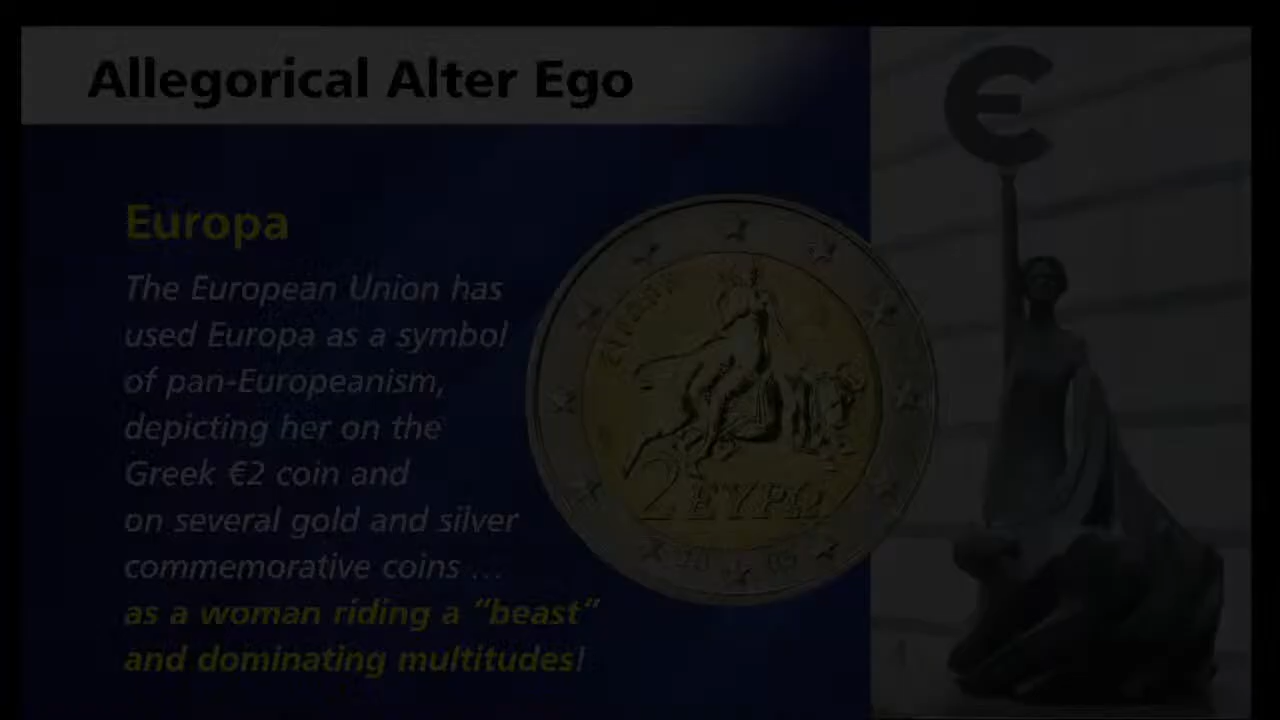 Allegorical Alter Ego
Europa
The European Union has
used Europa as a symbol
of pan-Europeanism,
depicting her on the
Greek €2 coin and
on several gold and silver
commemorative coins ...
as a woman riding a “beast”
and dominating multitudes!
2 ΕΥΡΩ
€